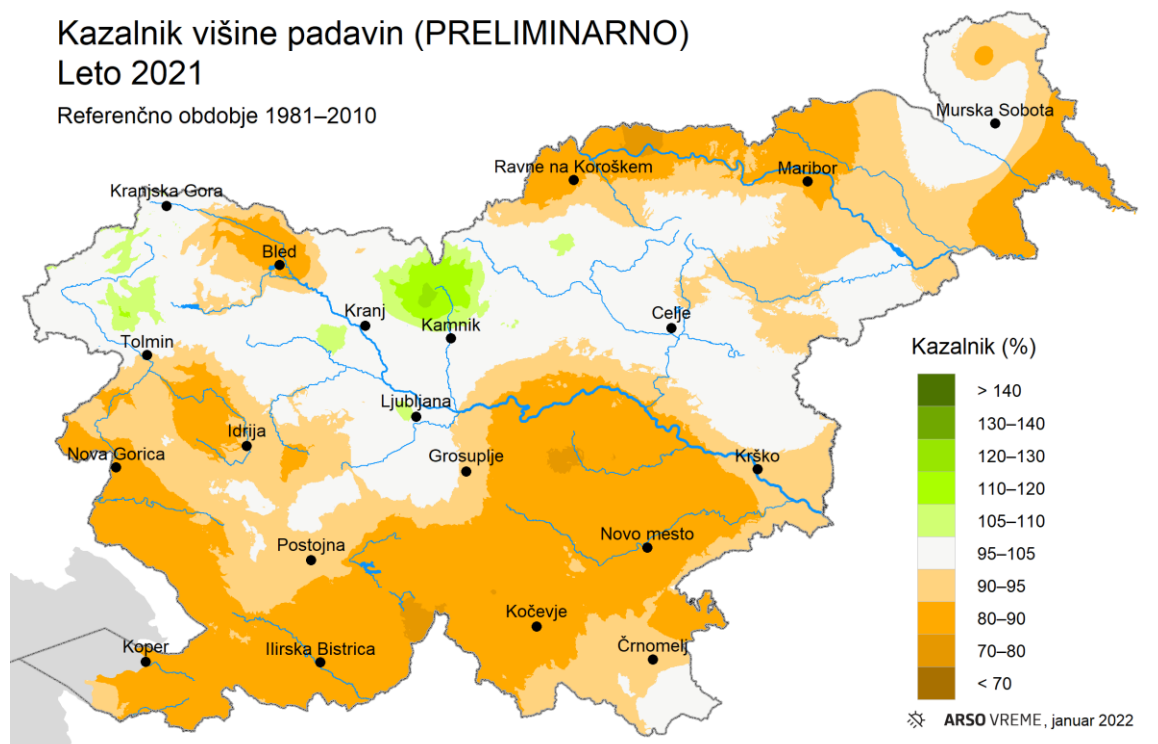 Kazalnik višine padavin (PRELIMINARNO)
Leto 2021
Referenčno obdobje 1981–2010
Murska Sobota
Ravne na Koroškem
Maribor
Kranjska Gora
Bled
Kranj
Kamnik
Celje
Tolmin
Ljubljana
Idrija
Nova Gorica
Grosuplje
Krško
Postojna
Novo mesto
Kočevje
Koper
Ilirska Bistrica
Črnomelj
Kazalnik (%)
> 140
130–140
120–130
110–120
105–110
95–105
90–95
80–90
70–80
< 70
ARSO VREME, januar 2022